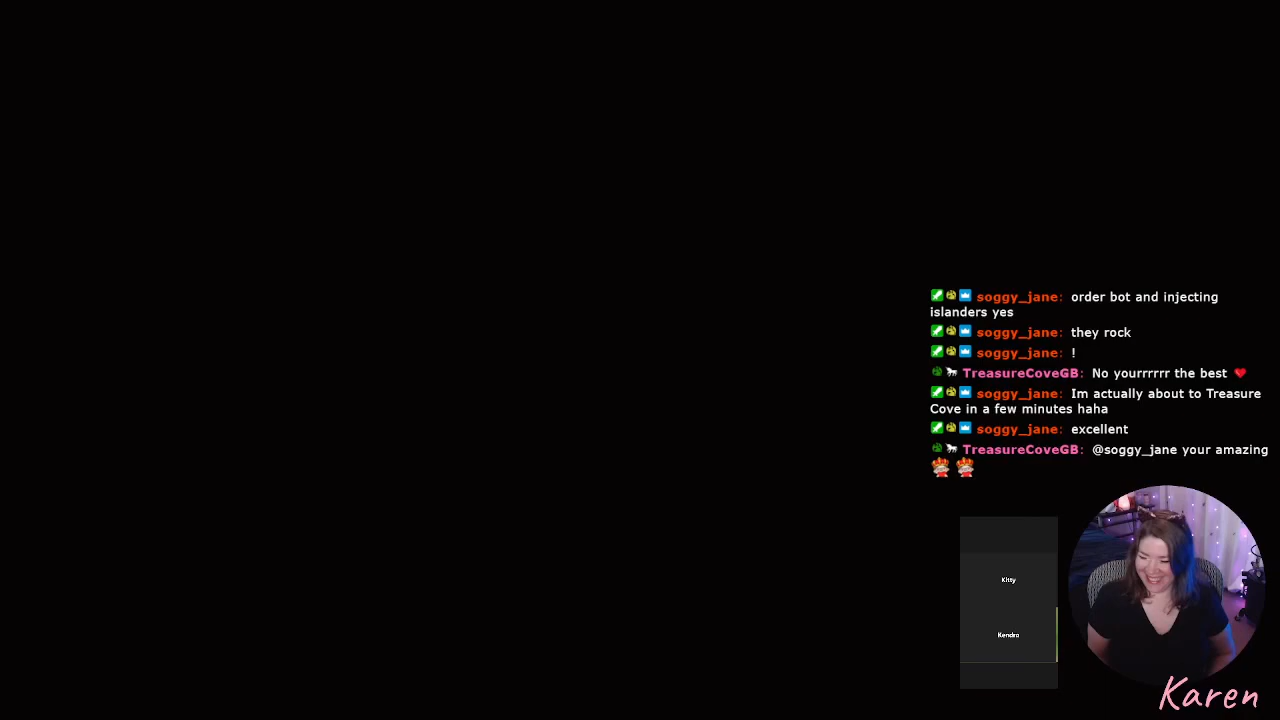 soggy_jane: order bot and injecting
islanders yes
soggy_jane: they rock
soggy_jane: !
TreasureCoveGB: No yourrrrrr the best
soggy_jane: Im actually about to Treasure
Cove in a few minutes haha
soggy_jane: excellent
TreasureCoveGB: @soggy_jane your amazing
Kitty
Kendro
Karen